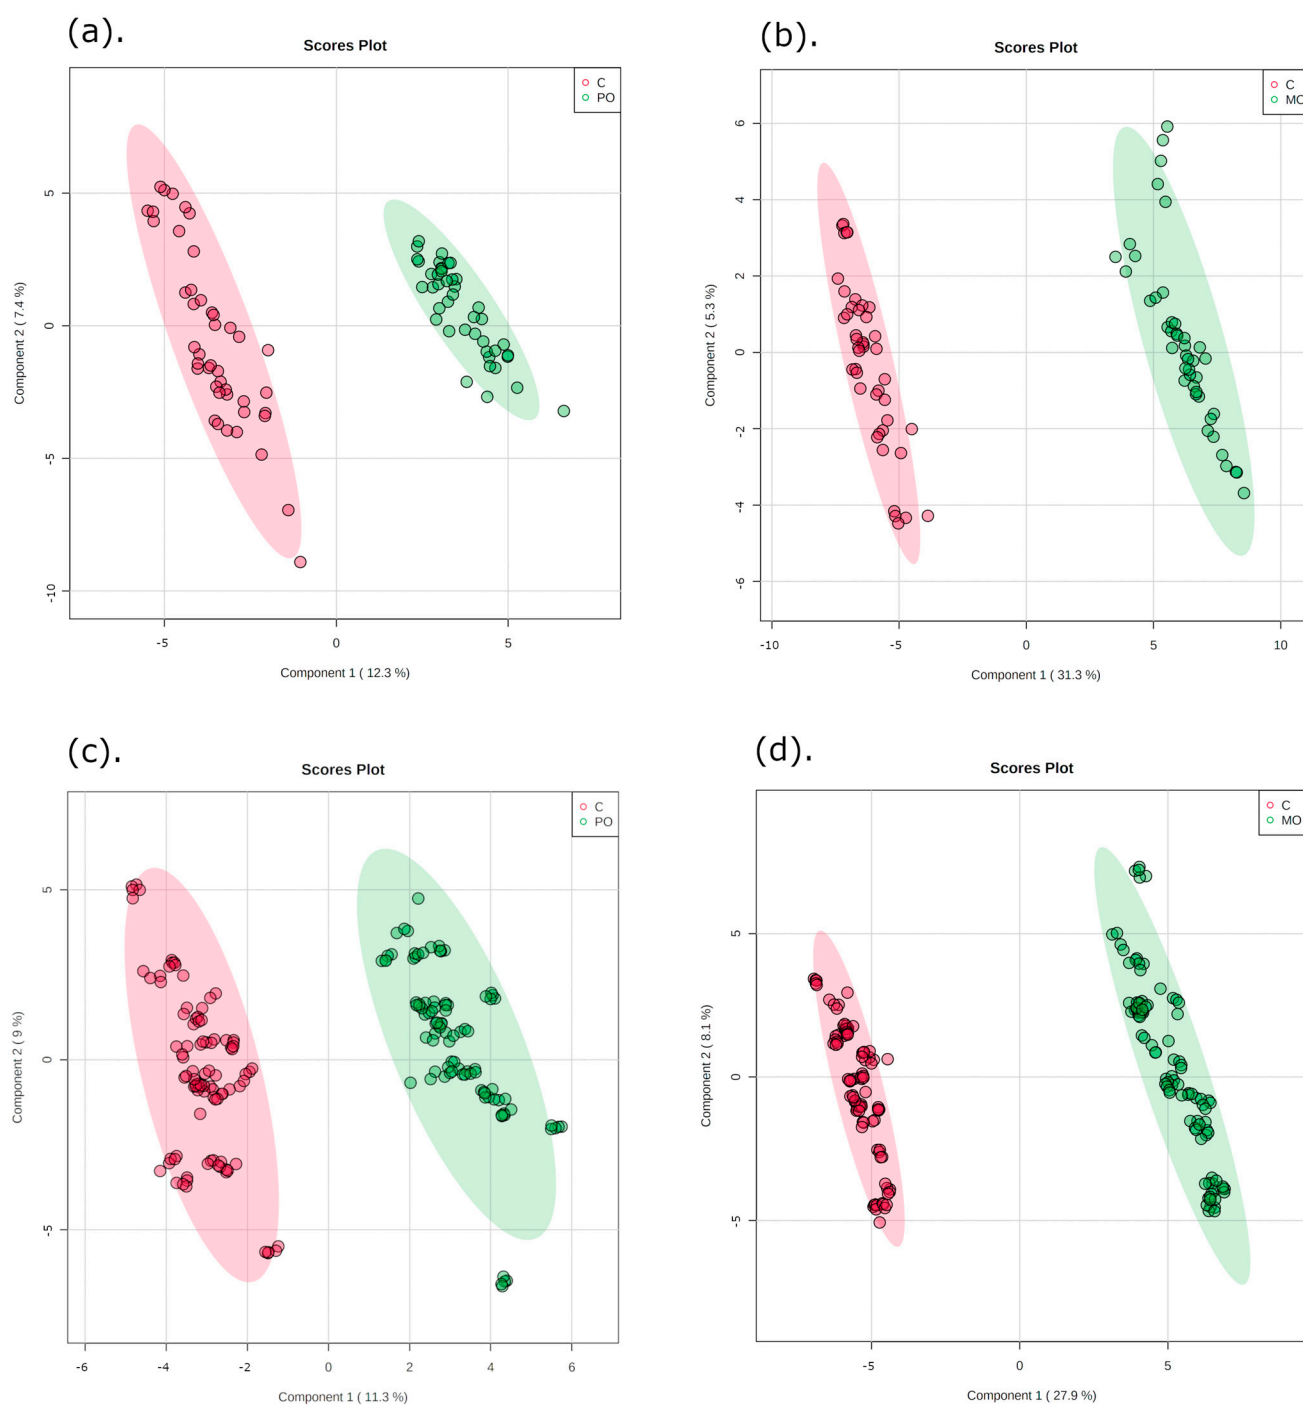 (a).
Scores Plot
C
PO
5
0
-5
-10
Component 2 ( 7.4 %)
-5
0
5
Component 1 ( 12.3 %)
(b).
Scores Plot
C
MO
6
4
2
0
-2
-4
-6
Component 2 ( 5.3 %)
-10
-5
0
5
10
Component 1 ( 31.3 %)
(c).
Scores Plot
C
PO
5
0
-5
Component 2 ( 9 %)
-6
-4
-2
0
2
4
6
Component 1 ( 11.3 %)
(d).
Scores Plot
C
MO
5
0
-5
Component 2 ( 8.1 %)
-5
0
5
Component 1 ( 27.9 %)